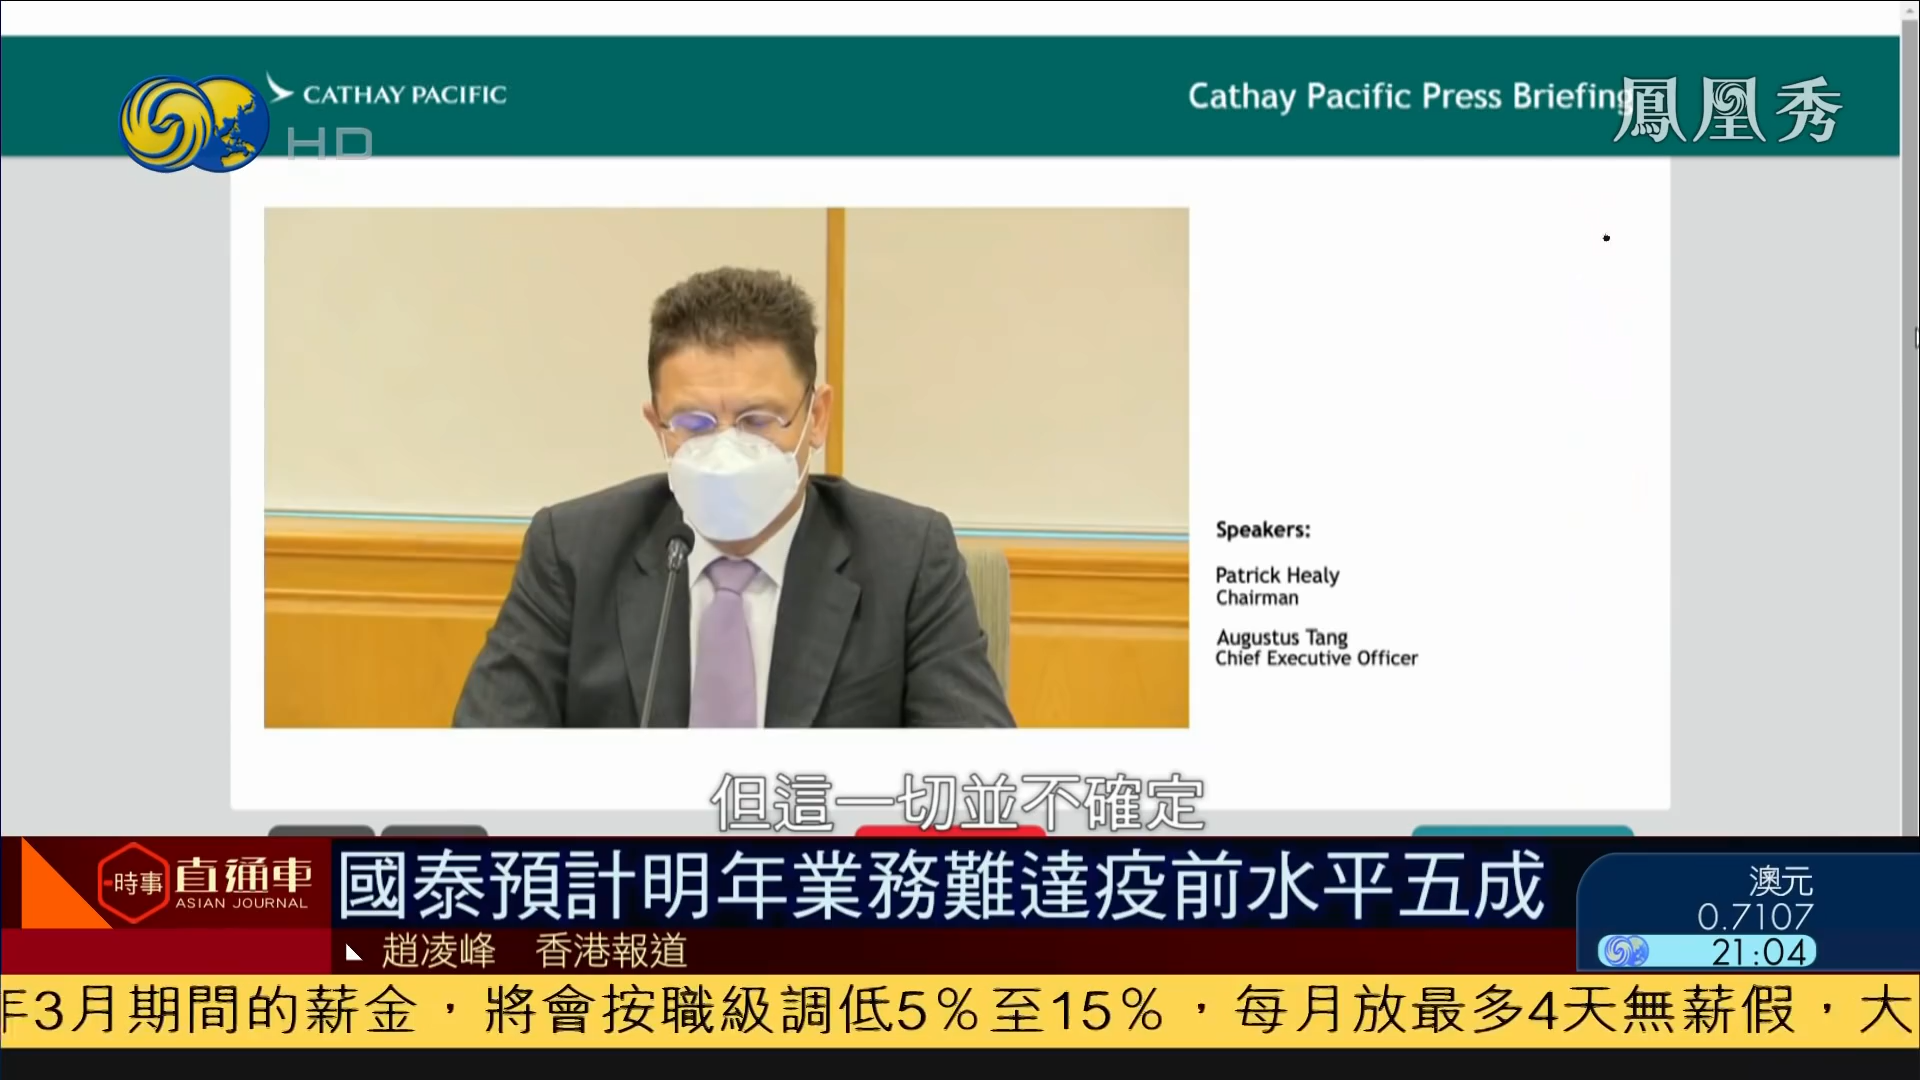 CATHAY PACIFIC
HD
Cathay Pacific Press Briefing
鳳凰秀
Speakers:
Patrick Healy
Chairman
Augustus Tang
Chief Executive Officer
但這一切並不確定
時事
直通車
ASIAN JOURNAL
國泰預計明年業務難達疫前水平五成
趙凌峰 香港報道
澳元
0.7107
21:04
年3月期間的薪金，將會按職級調低5%至15%，每月放最多4天無薪假，大